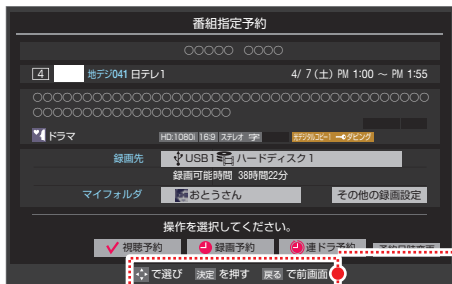 番組指定予約
○○○○○ ○○○○
4 地デジ041 日テレ1 4/ 7 (土) PM 1:00 ～ PM 1:55
○○○○○○○○○○○○○○○○○○○○○○○○○○○○○○○○○○○○○○○○
○○○○○○○○○○○○○○○○○○○○
ドラマ HD:1080i 16:9 ステレオ
録画先 USB1 ハードディスク1
録画可能時間 38時間22分
マイフォルダ おとうさん その他の録画設定
操作を選択してください。
視聴予約 録画予約 連ドラ予約
で選び 決定 を押す 戻る で前画面